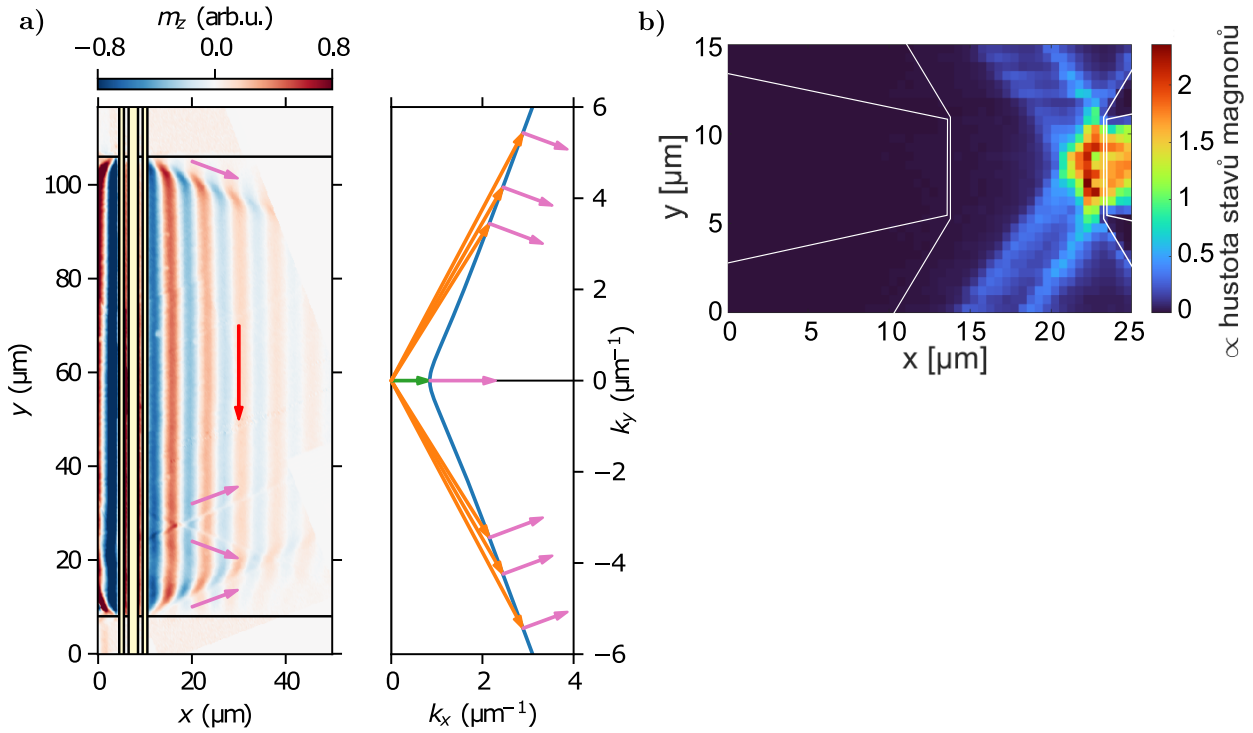 a)
m_z (arb.u.)
−0.8 0.0 0.8
y (µm)
100
80
60
40
20
0
0 20 40
x (µm)
6
4
2
0
−2
−4
−6
k_y (µm⁻¹)
0 2 4
k_x (µm⁻¹)
b)
15
10
5
0
y [µm]
0 5 10 15 20 25
x [µm]
2
1.5
1
0.5
0
∝ hustota stavů magnonů